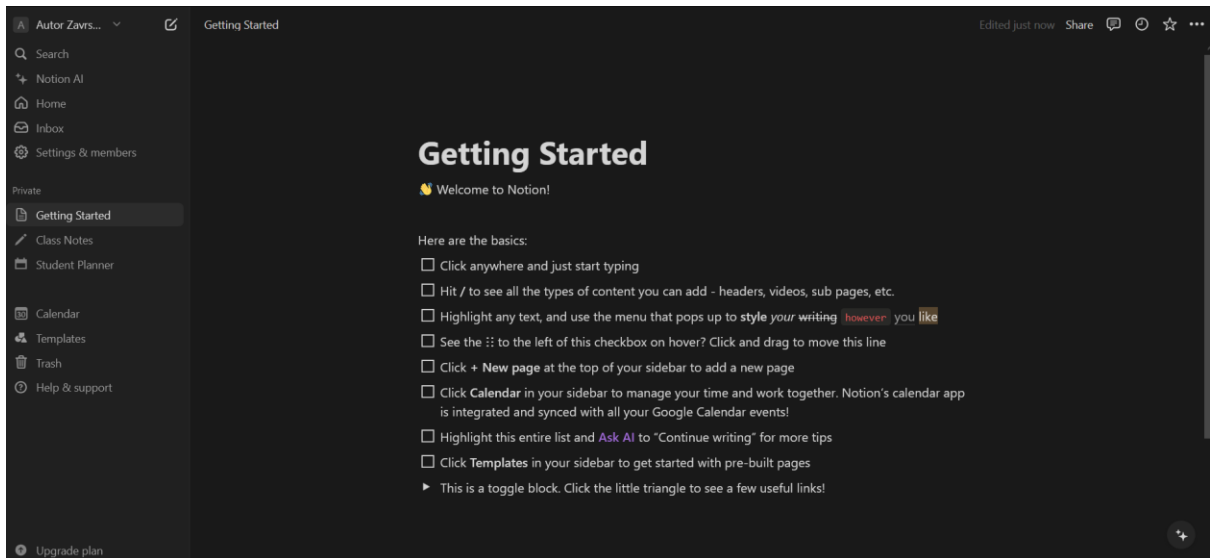 A Autor Zavrs...
Search
Notion AI
Home
Inbox
Settings & members
Private
Getting Started
Class Notes
Student Planner
30 Calendar
Templates
Trash
Help & support
Upgrade plan
Getting Started
Edited just now Share
Getting Started
👋 Welcome to Notion!
Here are the basics:
Click anywhere and just start typing
Hit / to see all the types of content you can add - headers, videos, sub pages, etc.
Highlight any text, and use the menu that pops up to style your writing however you like
See the ⋮⋮ to the left of this checkbox on hover? Click and drag to move this line
Click + New page at the top of your sidebar to add a new page
Click Calendar in your sidebar to manage your time and work together. Notion’s calendar app
is integrated and synced with all your Google Calendar events!
Highlight this entire list and Ask AI to “Continue writing” for more tips
Click Templates in your sidebar to get started with pre-built pages
This is a toggle block. Click the little triangle to see a few useful links!